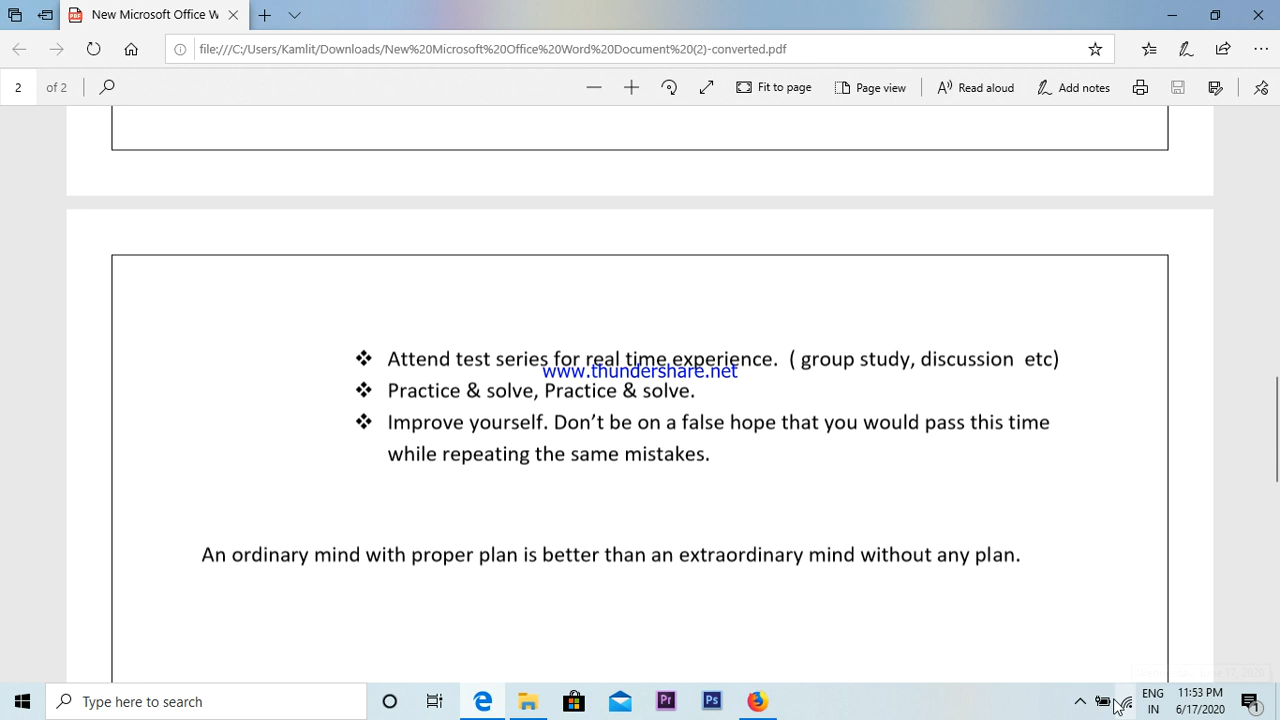 New Microsoft Office W
file:///C:/Users/Kamlit/Downloads/New%20Microsoft%20Office%20Word%20Document%20(2)-converted.pdf
2 of 2 Fit to page Page view Read aloud Add notes
❖ Attend test series for real time experience. ( group study, discussion etc)
www.thundershare.net
❖ Practice & solve, Practice & solve.
❖ Improve yourself. Don't be on a false hope that you would pass this time
while repeating the same mistakes.
An ordinary mind with proper plan is better than an extraordinary mind without any plan.
Type here to search
Pr
Ps
ENG
IN
11:53 PM
6/17/2020
1